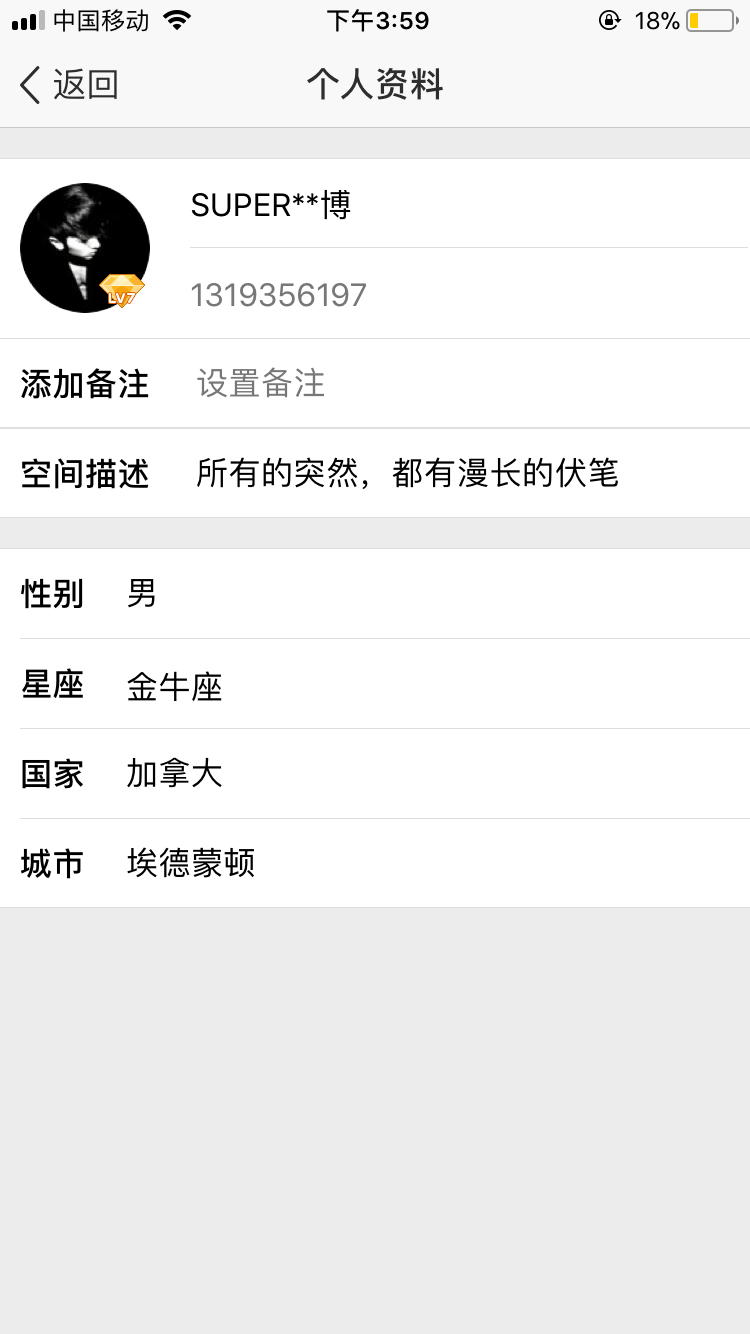 中国移动 下午3:59 18%
返回 个人资料
SUPER**博
LV7
1319356197
添加备注 设置备注
空间描述 所有的突然，都有漫长的伏笔
性别 男
星座 金牛座
国家 加拿大
城市 埃德蒙顿